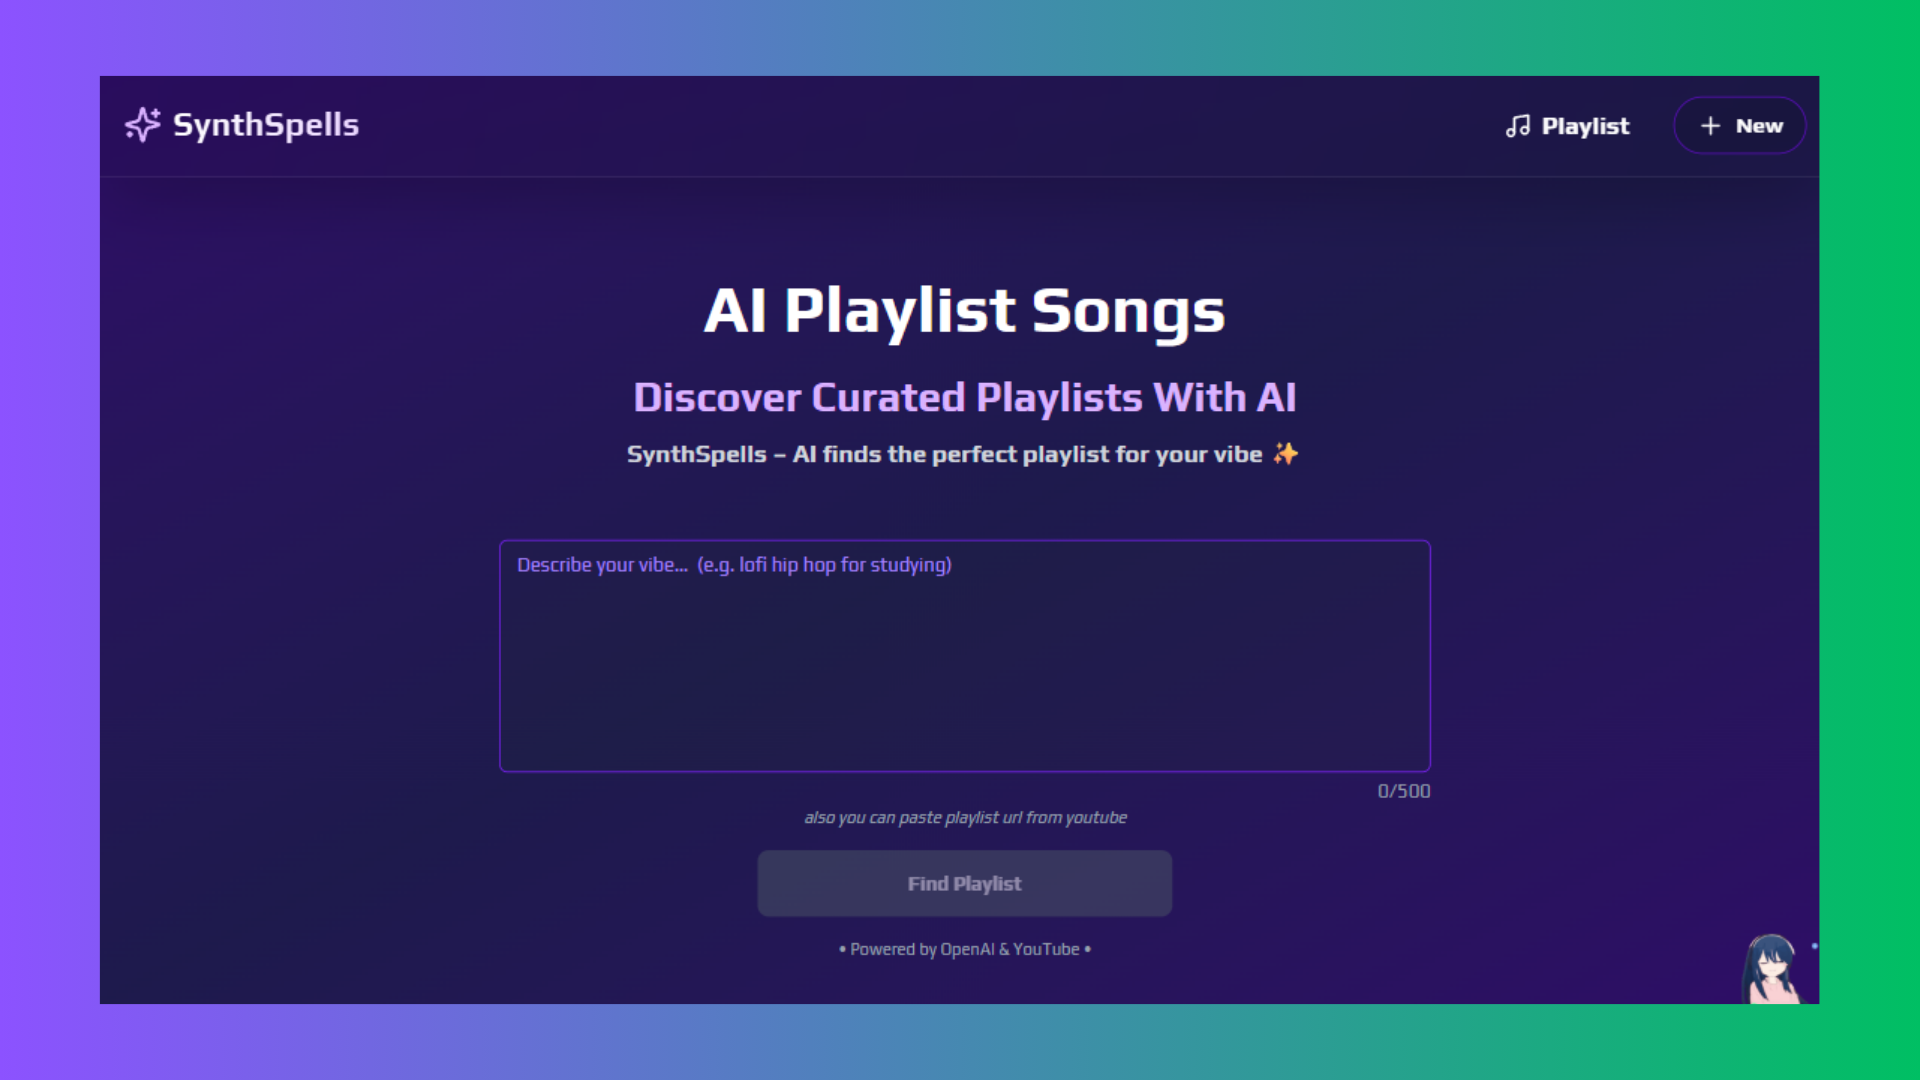 SynthSpells
Playlist
+ New
AI Playlist Songs
Discover Curated Playlists With AI
SynthSpells – AI finds the perfect playlist for your vibe ✨
Describe your vibe... (e.g. lofi hip hop for studying)
0/500
also you can paste playlist url from youtube
Find Playlist
• Powered by OpenAI & YouTube •